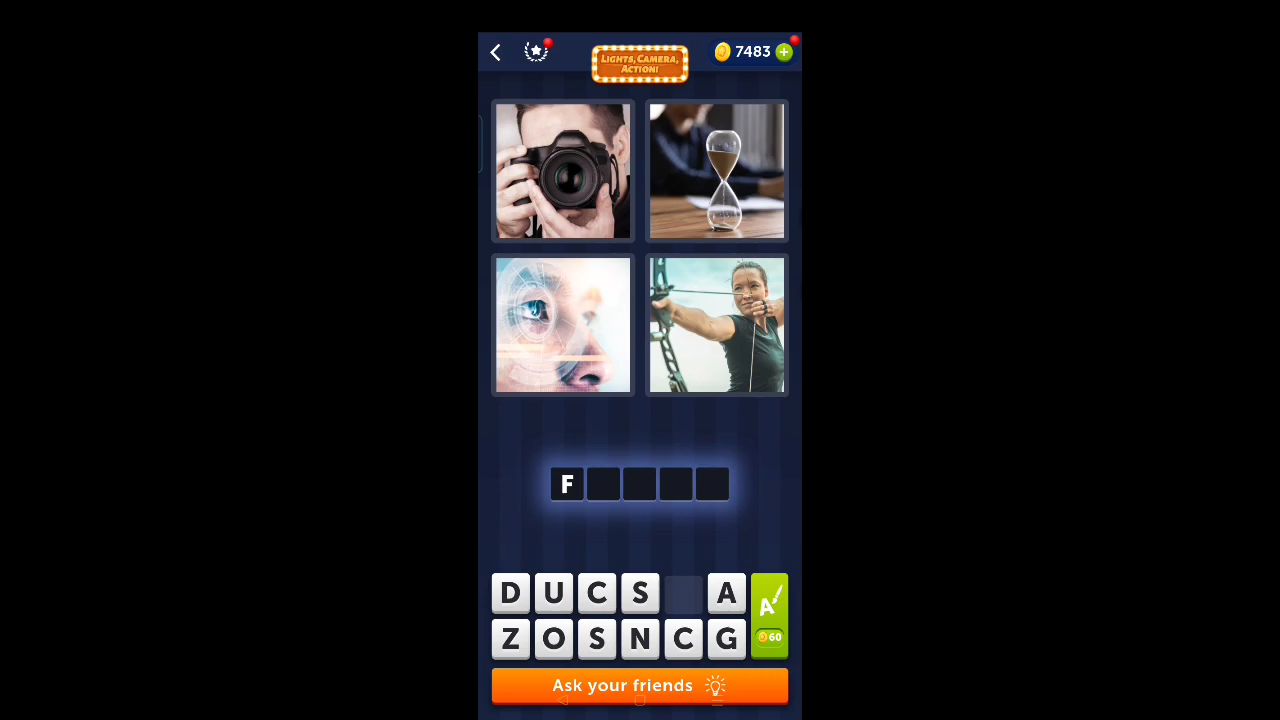 LIGHTS, CAMERA,
ACTION!
7483
F
D U C S A
A
Z O S N C G
60
Ask your friends